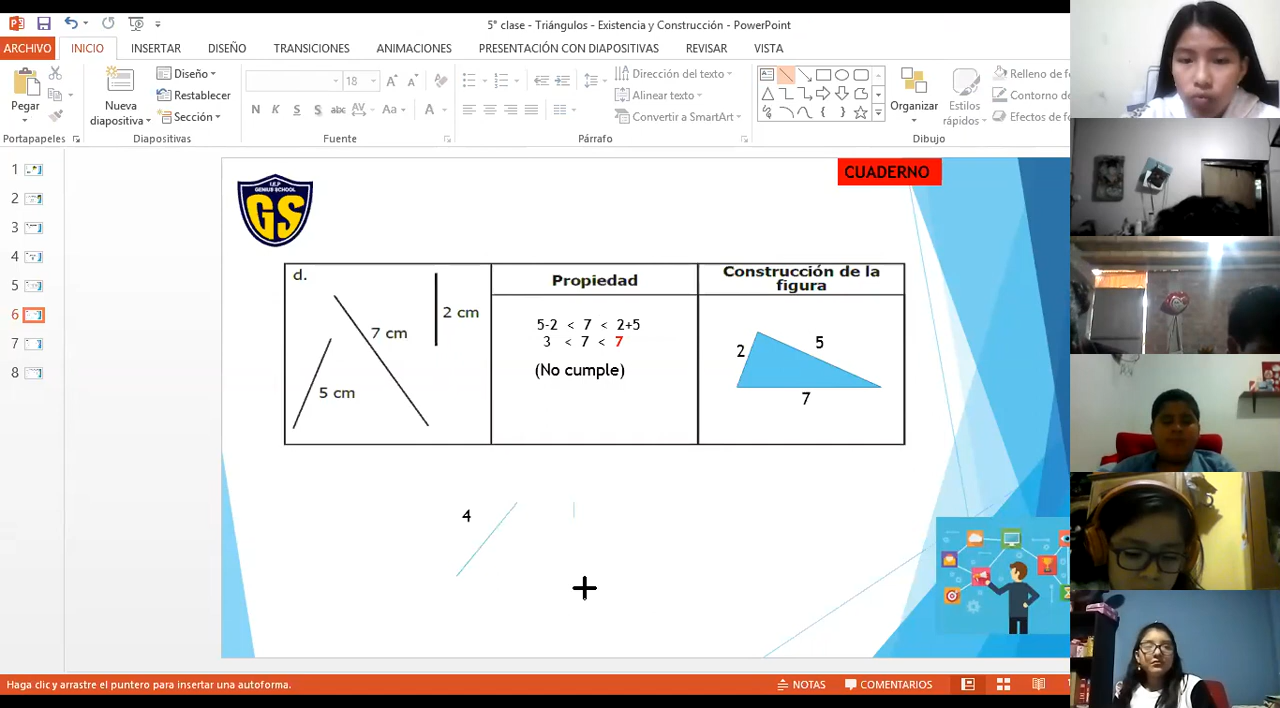 5° clase - Triángulos - Existencia y Construcción - PowerPoint
ARCHIVO INICIO INSERTAR DISEÑO TRANSICIONES ANIMACIONES PRESENTACIÓN CON DIAPOSITIVAS REVISAR VISTA
Pegar
Nueva diapositiva
Diseño
Restablecer
Sección
18
N K S S abc AV Aa A
Dirección del texto
Alinear texto
Convertir a SmartArt
Organizar
Estilos rápidos
Relleno de f
Contorno de
Efectos de f
Portapapeles Diapositivas Fuente Párrafo Dibujo
1
2
3
4
5
6
7
8
I.E.P
GENIUS SCHOOL
GS
CUADERNO
d.
2 cm
7 cm
5 cm
Propiedad
5-2 < 7 < 2+5
3 < 7 < 7
(No cumple)
Construcción de la
figura
2
5
7
4
Haga clic y arrastre el puntero para insertar una autoforma.
NOTAS COMENTARIOS